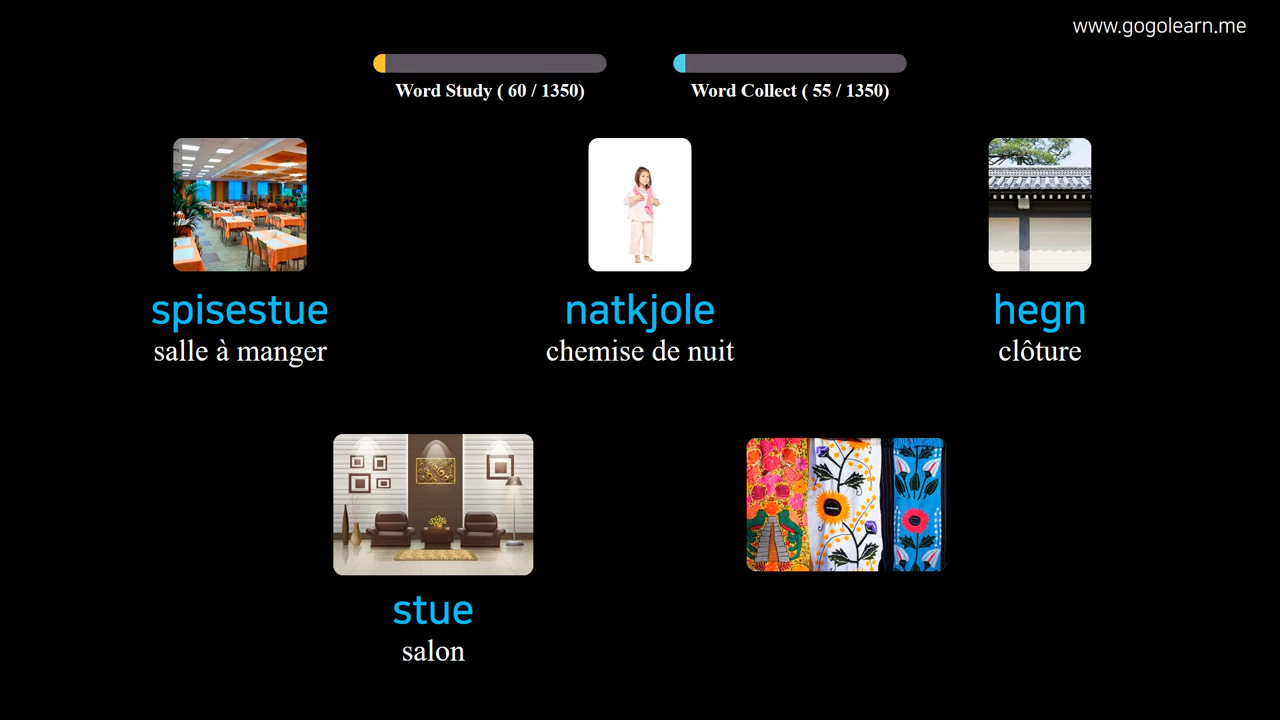 www.gogolearn.me
Word Study ( 60 / 1350)
Word Collect ( 55 / 1350)
spisestue
natkjole
hegn
salle à manger
chemise de nuit
clôture
stue
salon